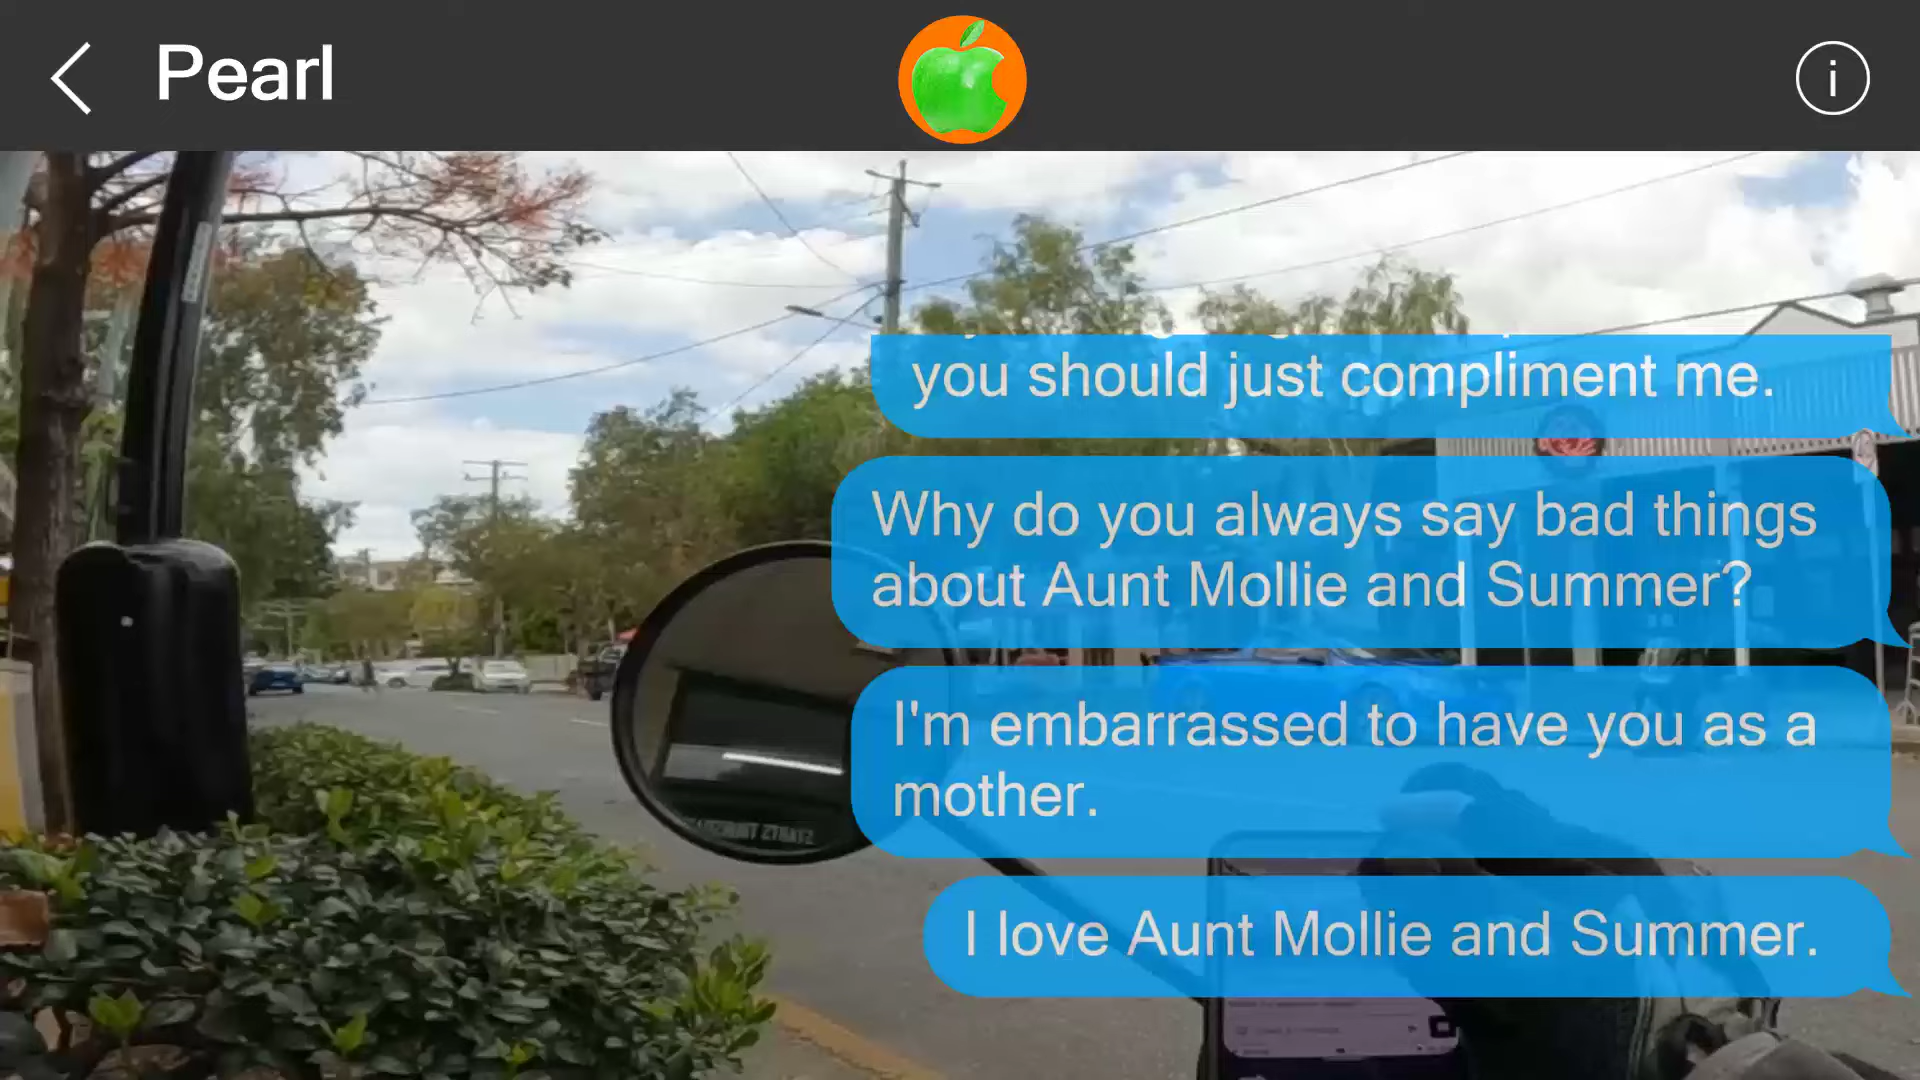 Pearl
i
you should just compliment me.
Why do you always say bad things
about Aunt Mollie and Summer?
I'm embarrassed to have you as a
mother.
I love Aunt Mollie and Summer.